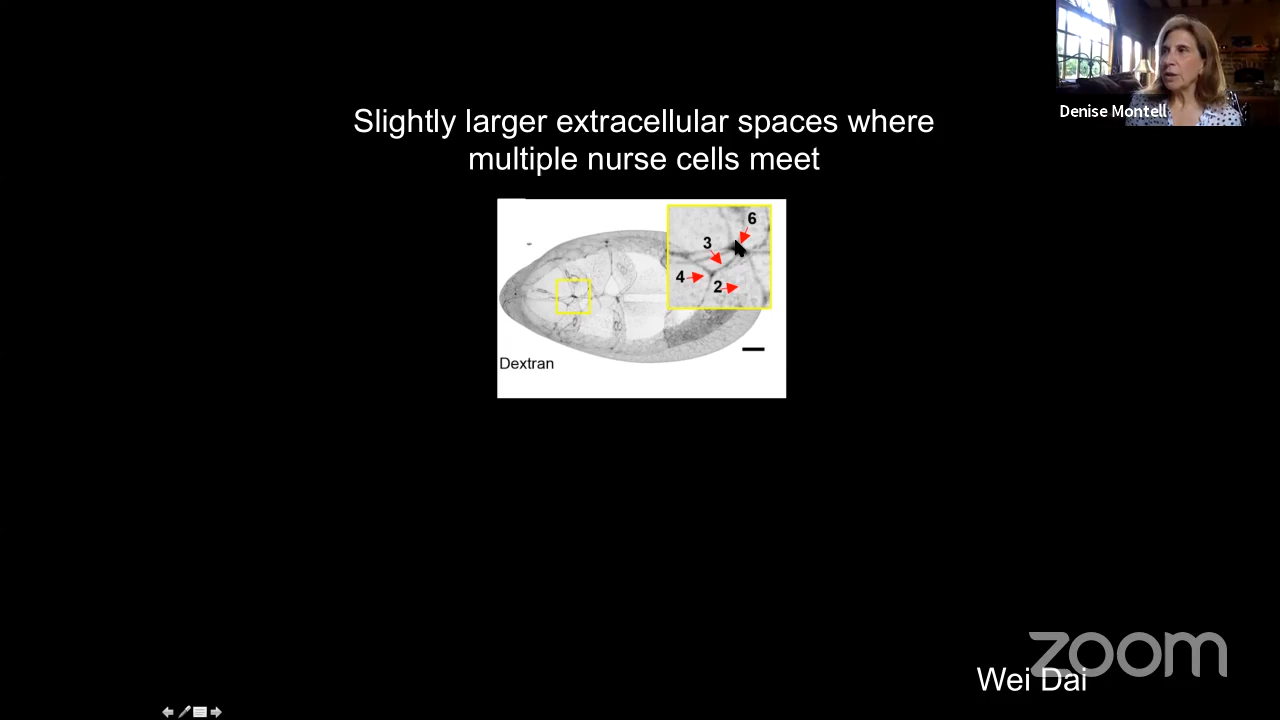 Denise Montell
Slightly larger extracellular spaces where
multiple nurse cells meet
6
3
4
2
Dextran
zoom
Wei Dai